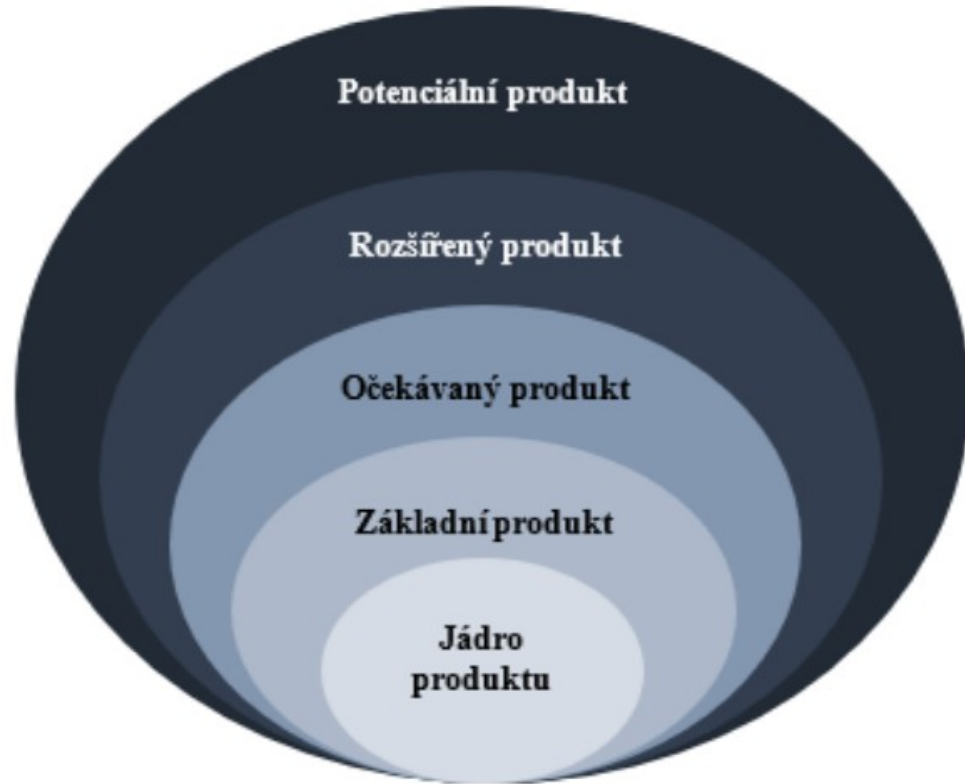 Potenciální produkt
Rozšířený produkt
Očekávaný produkt
Základní produkt
Jádro
produktu